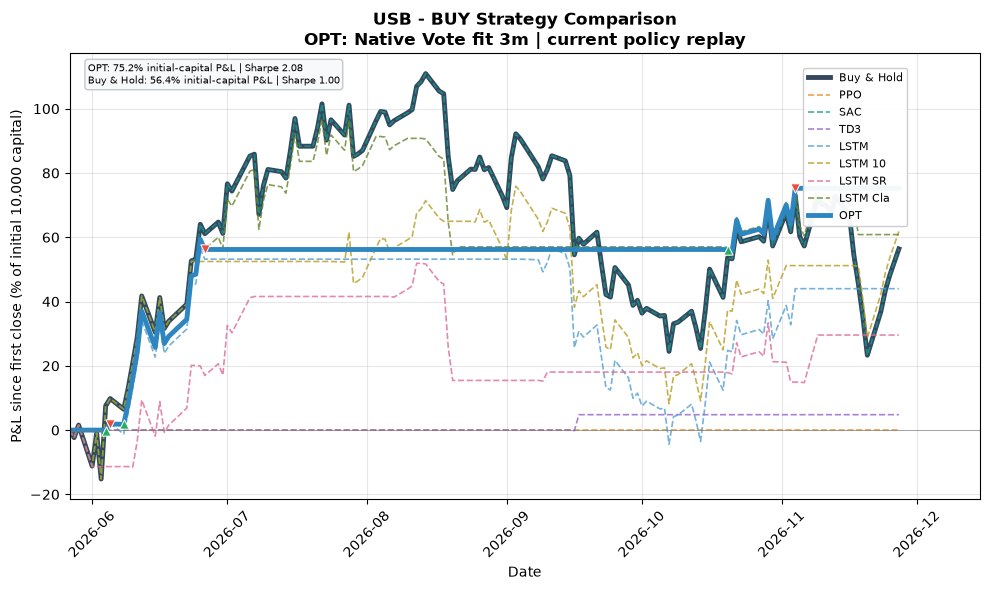 USB - BUY Strategy Comparison
OPT: Native Vote fit 3m | current policy replay
OPT: 75.2% initial-capital P&L | Sharpe 2.08
Buy & Hold: 56.4% initial-capital P&L | Sharpe 1.00
Buy & Hold
PPO
SAC
TD3
LSTM
LSTM 10
LSTM SR
LSTM Cla
OPT
P&L since first close (% of initial 10,000 capital)
100
80
60
40
20
0
−20
2026-06
2026-07
2026-08
2026-09
2026-10
2026-11
2026-12
Date